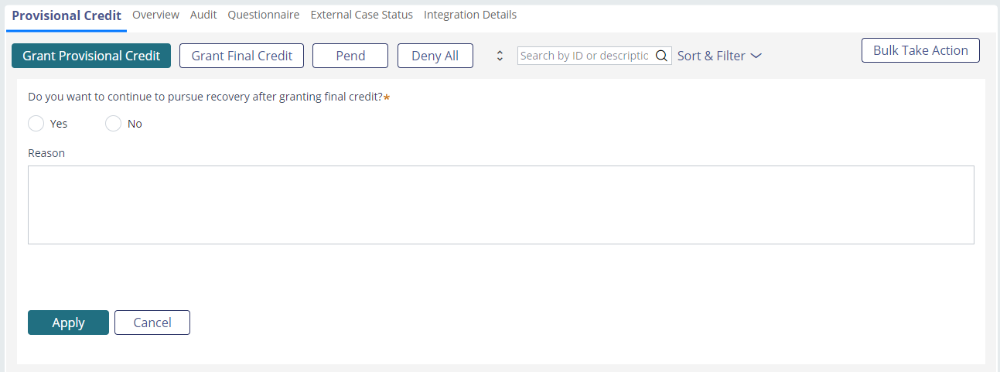 Provisional Credit Overview Audit Questionnaire External Case Status Integration Details
Grant Provisional Credit Grant Final Credit Pend Deny All Search by ID or descriptio Sort & Filter Bulk Take Action
Do you want to continue to pursue recovery after granting final credit?*
Yes No
Reason
Apply Cancel